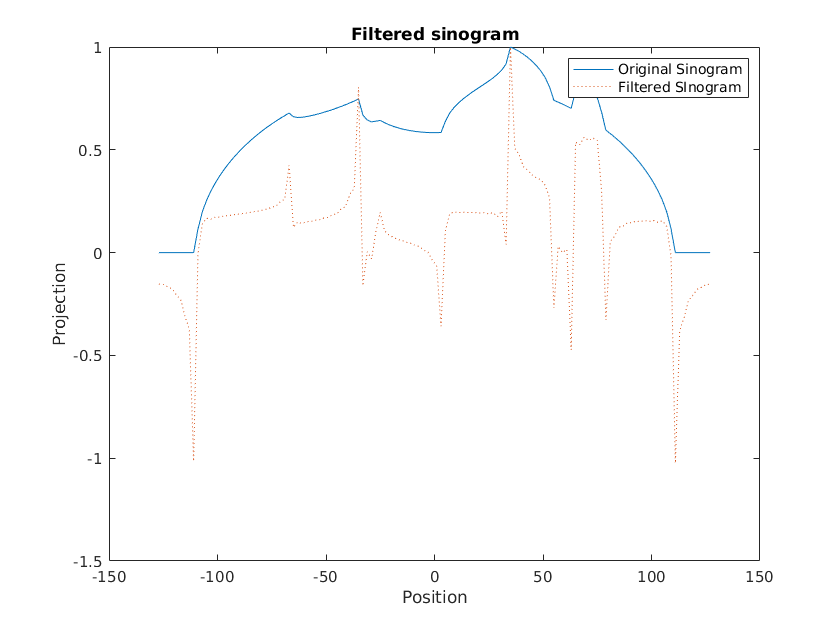 Filtered sinogram
Original Sinogram
Filtered SInogram
1
0.5
0
-0.5
-1
-1.5
Projection
-150
-100
-50
0
50
100
150
Position